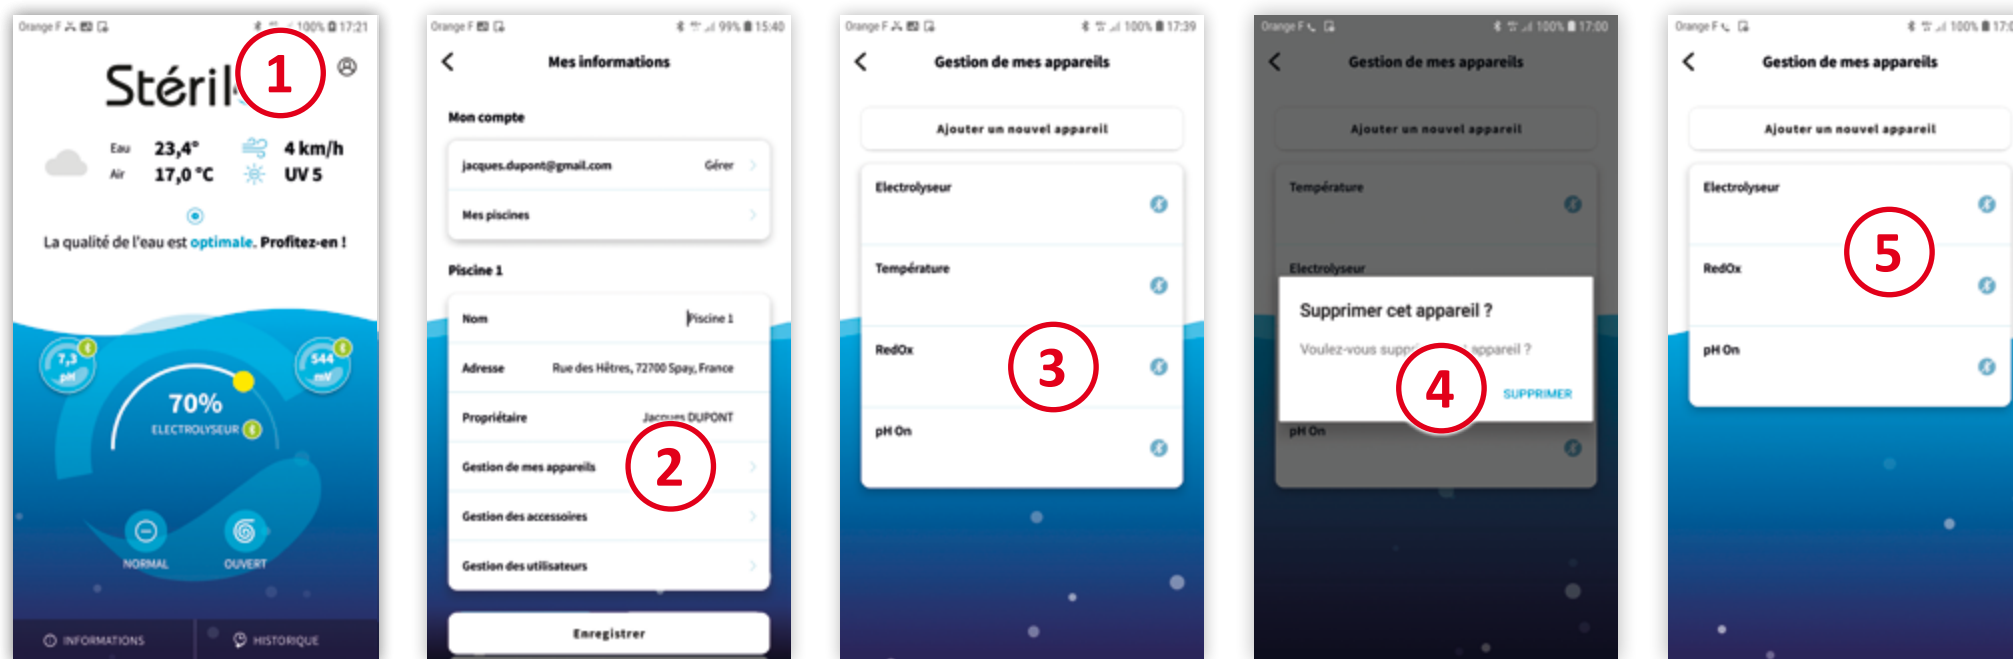 Orange F
100% 17:21
1
Stéril
Eau 23,4° 4 km/h
Air 17,0 °C UV 5
La qualité de l'eau est optimale. Profitez-en !
7,3
pH
544
mV
70%
ELECTROLYSEUR
NORMAL OUVERT
INFORMATIONS HISTORIQUE
Orange F
99% 15:40
Mes informations
Mon compte
jacques.dupont@gmail.com Gérer
Mes piscines
Piscine 1
Nom Piscine 1
Adresse Rue des Hêtres, 72700 Spay, France
Propriétaire Jacques DUPONT
Gestion de mes appareils
2
Gestion des accessoires
Gestion des utilisateurs
Enregistrer
Orange F
100% 17:39
Gestion de mes appareils
Ajouter un nouvel appareil
Electrolyseur
Température
RedOx
3
pH On
Orange F
100% 17:00
Gestion de mes appareils
Ajouter un nouvel appareil
Température
Electrolyseur
Supprimer cet appareil ?
Voulez-vous appareil ?
4
SUPPRIMER
pH On
Orange F
100%
Gestion de mes appareils
Ajouter un nouvel appareil
Electrolyseur
5
RedOx
pH On